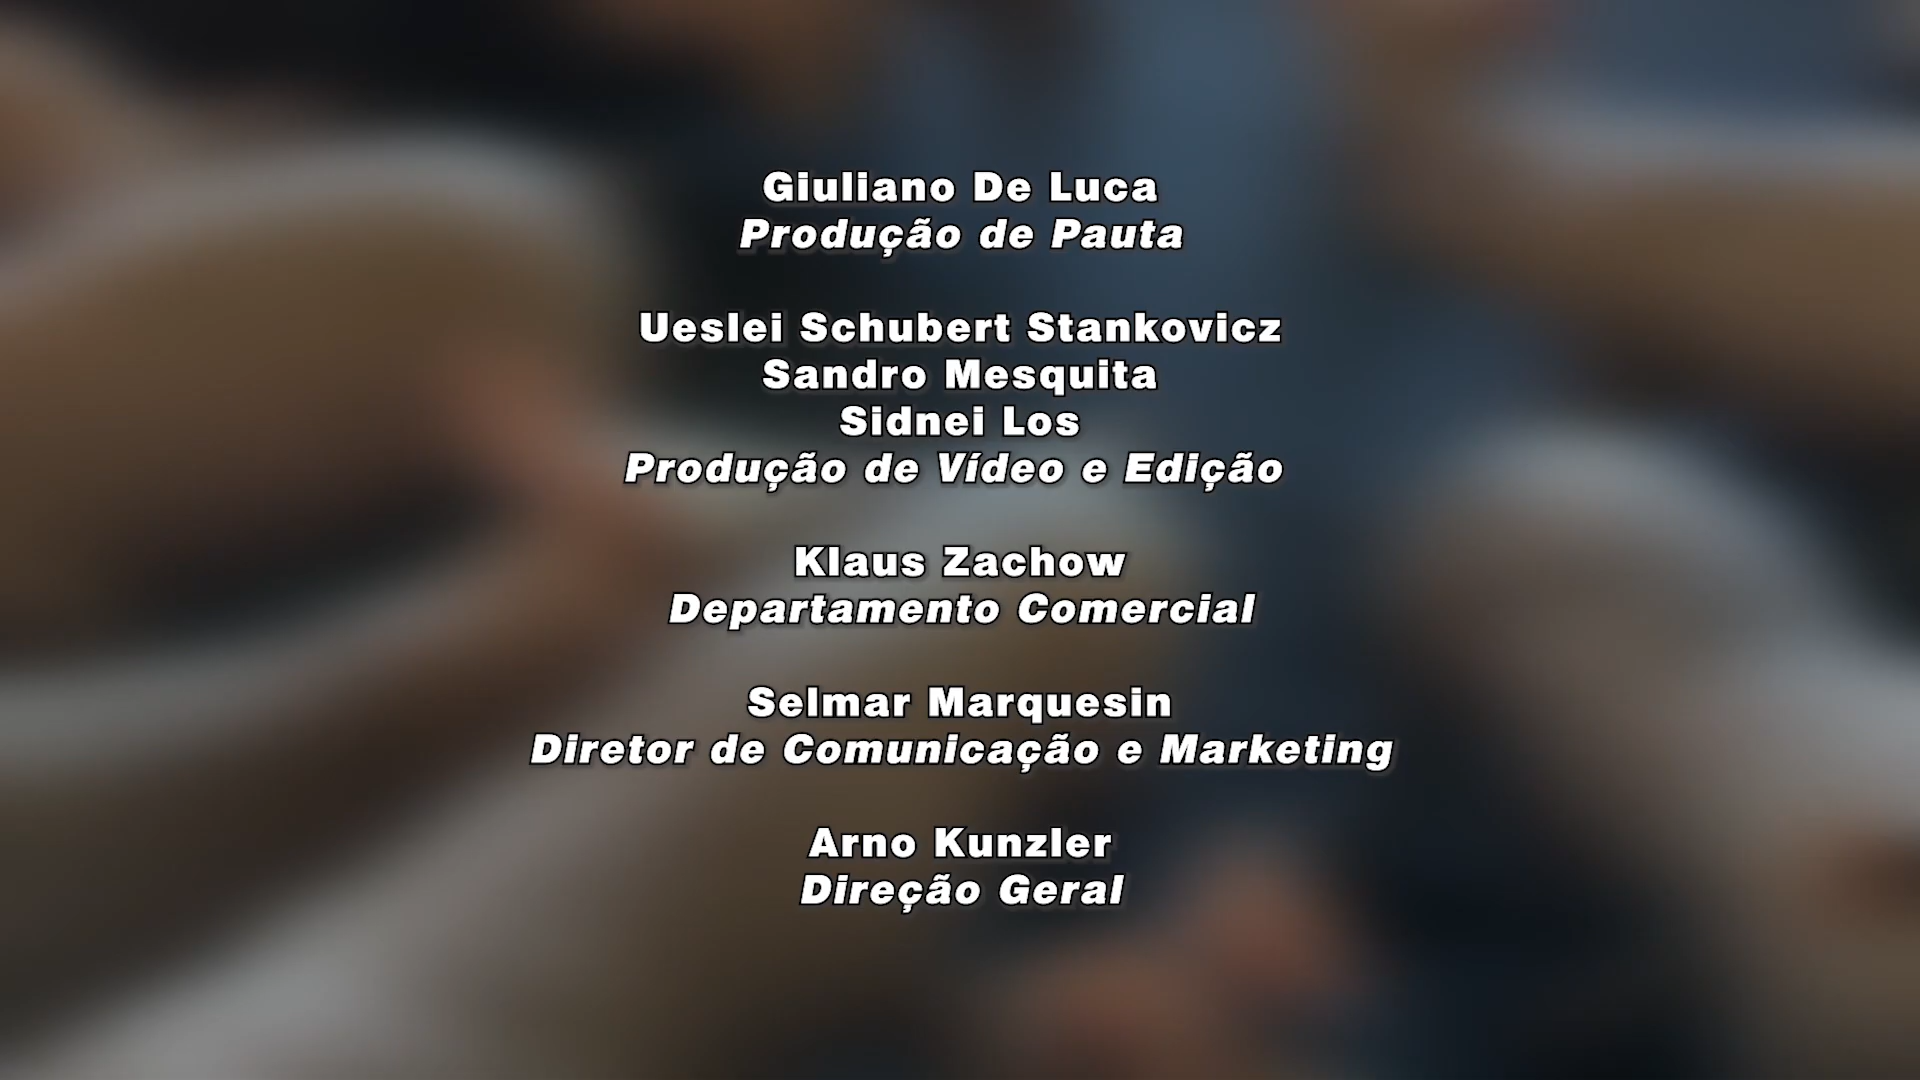 Giuliano De Luca
Produção de Pauta
Ueslei Schubert Stankovicz
Sandro Mesquita
Sidnei Los
Produção de Vídeo e Edição
Klaus Zachow
Departamento Comercial
Selmar Marquesin
Diretor de Comunicação e Marketing
Arno Kunzler
Direção Geral